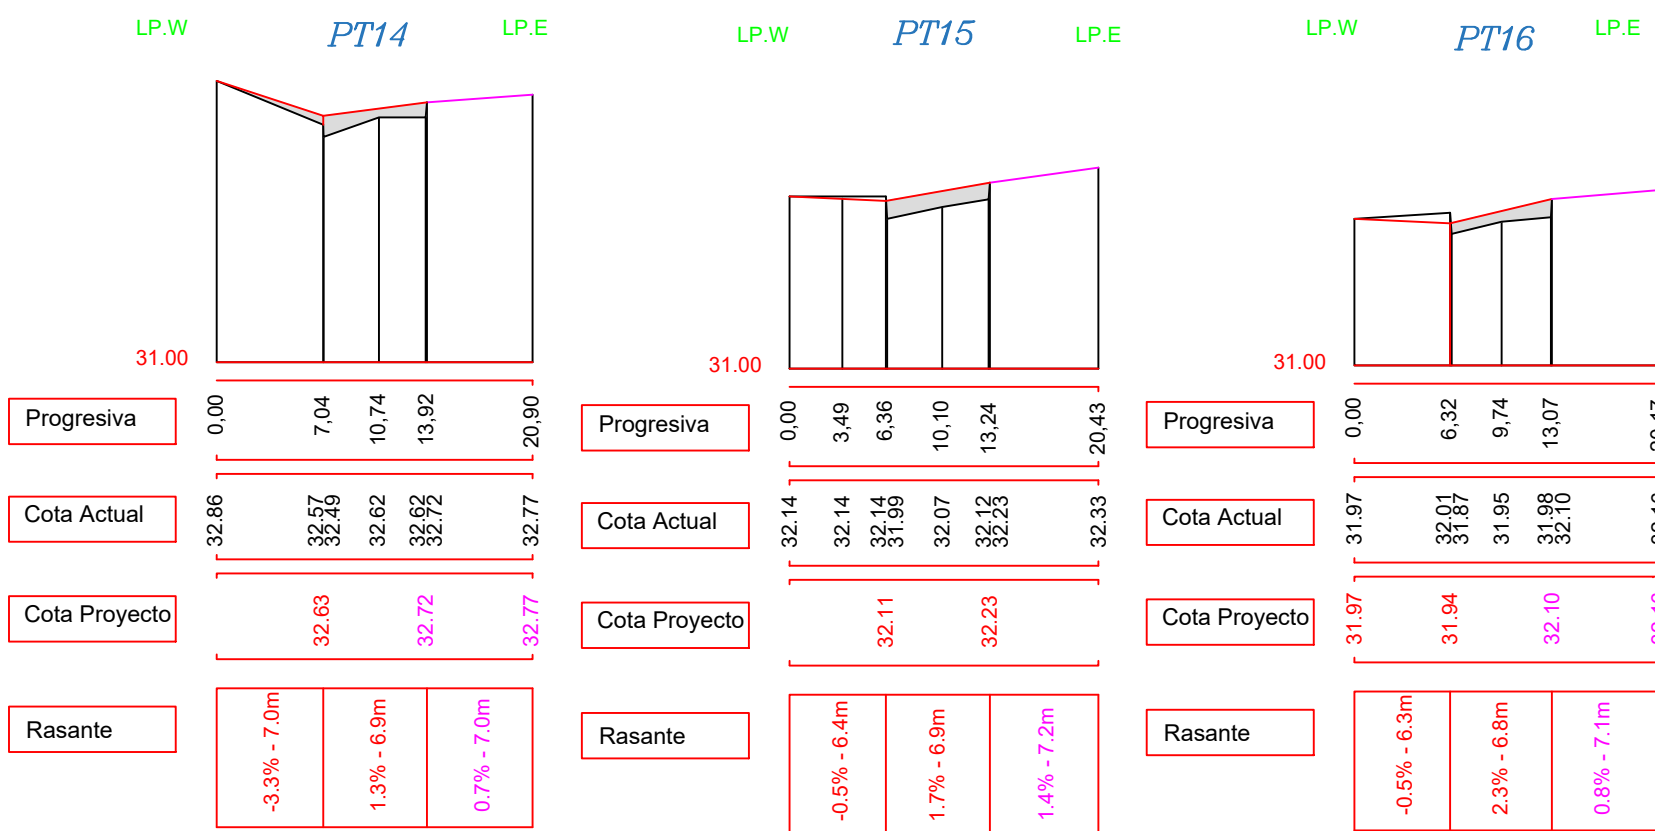 LP.W PT14 LP.E
31.00
Progresiva 0,00 7,04 10,74 13,92 20,90
Cota Actual 32.86 32.57 32.49 32.62 32.62 32.72 32.77
Cota Proyecto 32.63 32.72 32.77
Rasante -3.3% - 7.0m 1.3% - 6.9m 0.7% - 7.0m
LP.W PT15 LP.E
31.00
Progresiva 0,00 3,49 6,36 10,10 13,24 20,43
Cota Actual 32.14 32.14 32.14 31.99 32.07 32.12 32.23 32.33
Cota Proyecto 32.11 32.23
Rasante -0.5% - 6.4m 1.7% - 6.9m 1.4% - 7.2m
LP.W PT16 LP.E
31.00
Progresiva 0,00 6,32 9,74 13,07
Cota Actual 31.97 32.01 31.87 31.95 31.98 32.10
Cota Proyecto 31.97 31.94 32.10
Rasante -0.5% - 6.3m 2.3% - 6.8m 0.8% - 7.1m